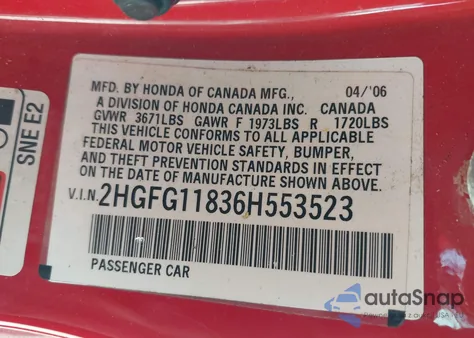 MFD. BY HONDA OF CANADA MFG., 04/'06
A DIVISION OF HONDA CANADA INC. CANADA
GVWR 3671LBS GAWR F 1973LBS R 1720LBS
THIS VEHICLE CONFORMS TO ALL APPLICABLE
FEDERAL MOTOR VEHICLE SAFETY, BUMPER,
AND THEFT PREVENTION STANDARDS IN EFFECT
ON THE DATE OF MANUFACTURE SHOWN ABOVE.
V.I.N. 2HGFG11836H553523
PASSENGER CAR
SNE E2
autoSnap